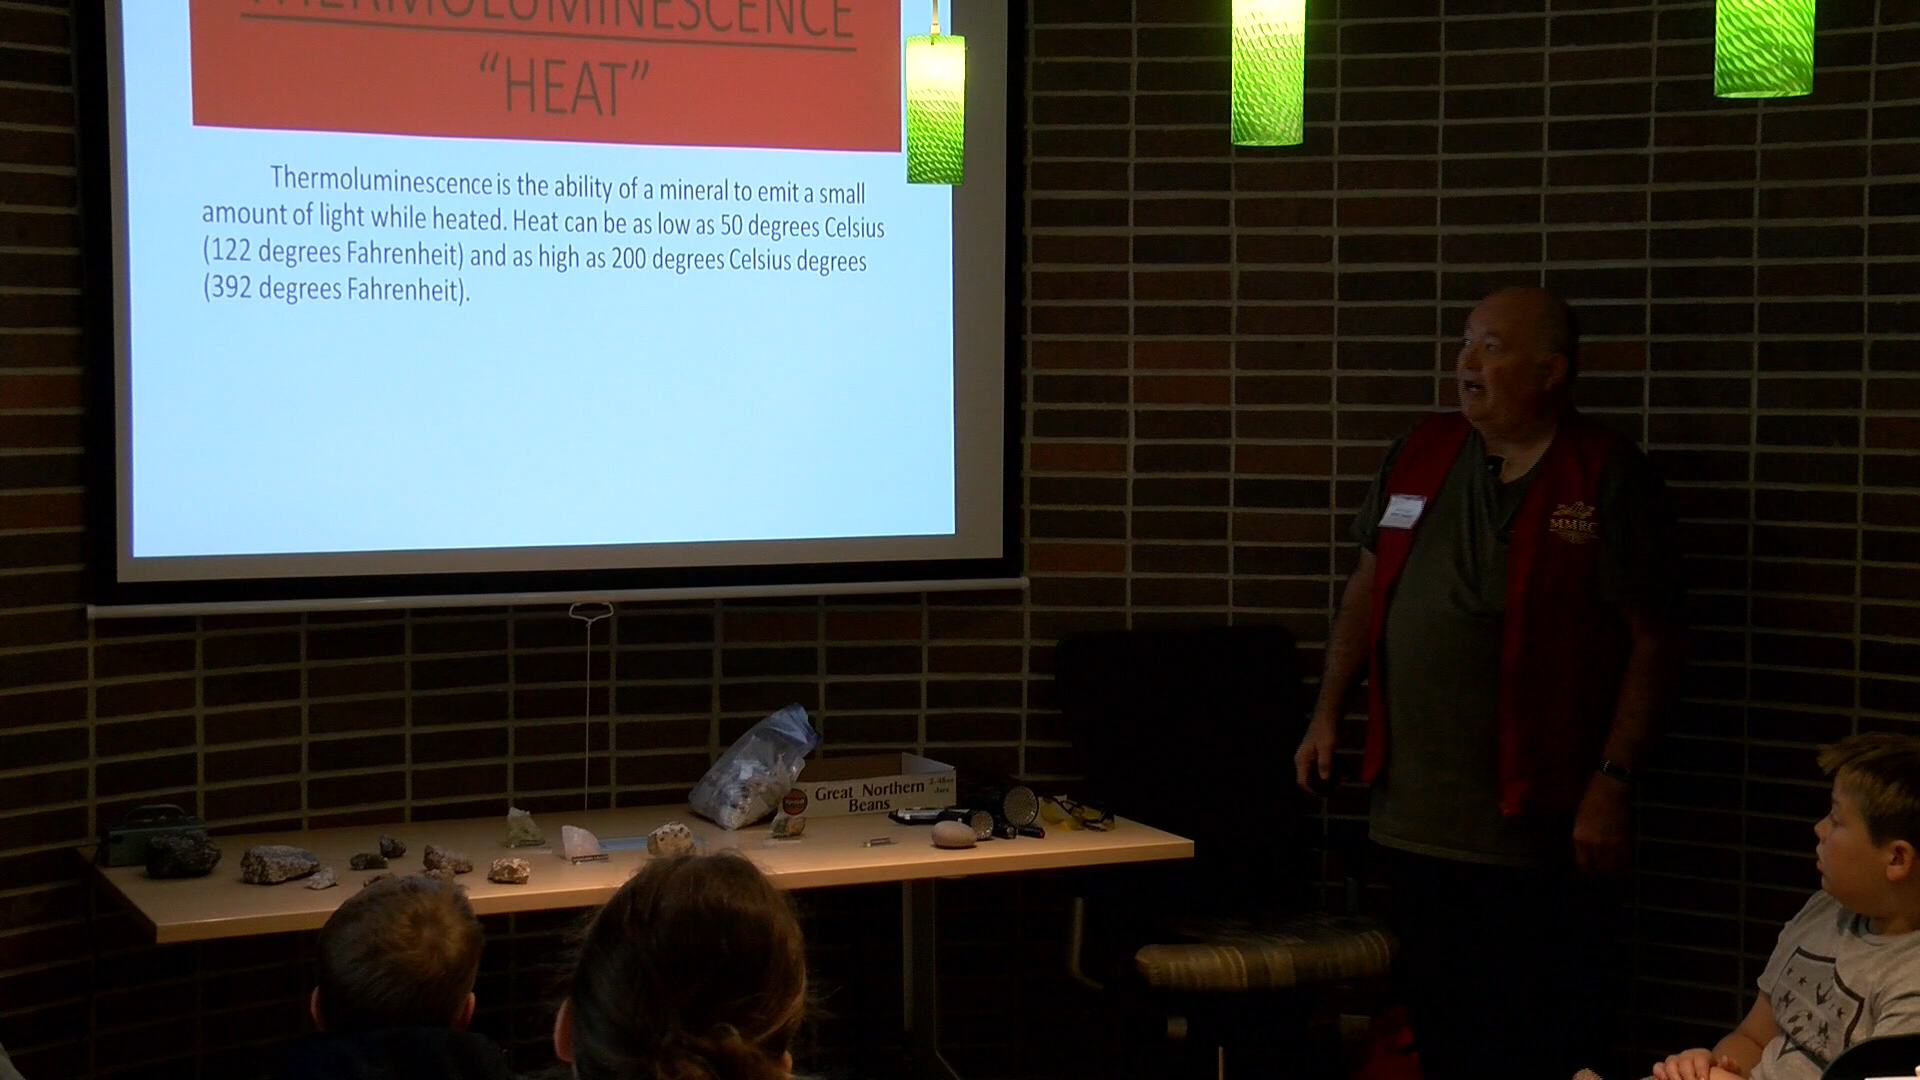 THERMOLUMINESCENCE
“HEAT”
Thermoluminescence is the ability of a mineral to emit a small
amount of light while heated. Heat can be as low as 50 degrees Celsius
(122 degrees Fahrenheit) and as high as 200 degrees Celsius degrees
(392 degrees Fahrenheit).
MMRC
Great Northern
Beans